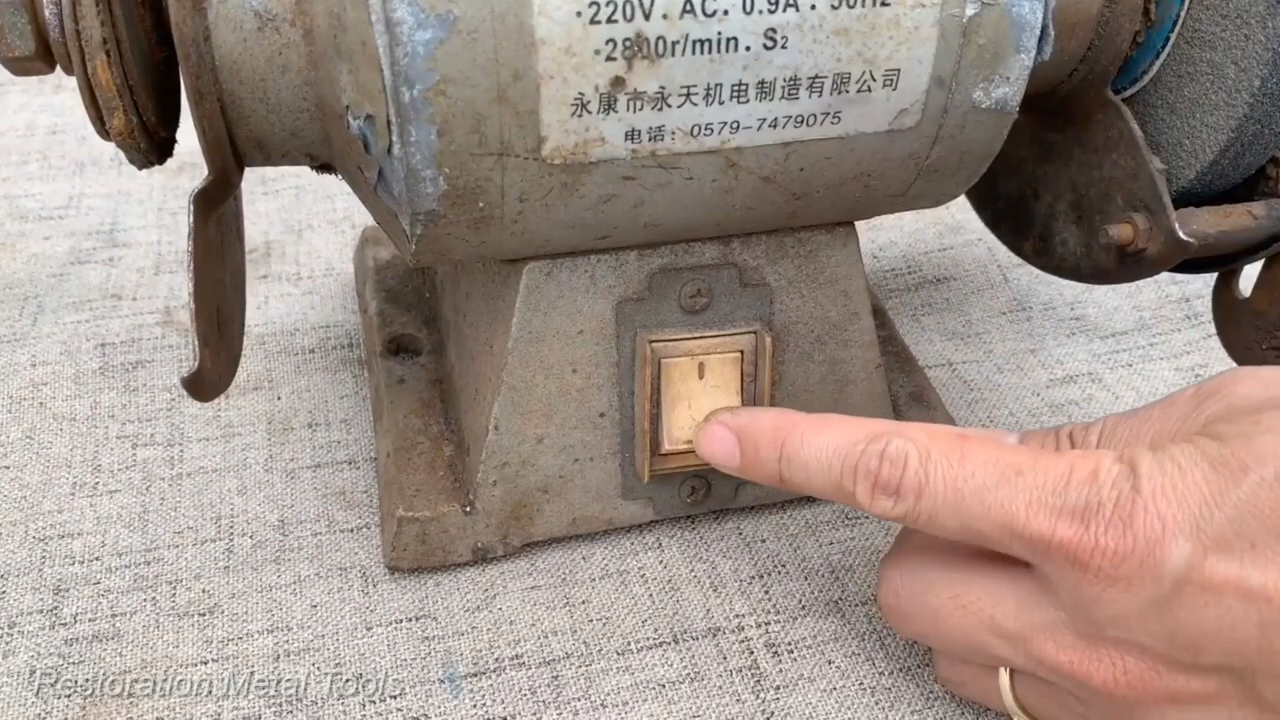 ·220V. AC. 0.9A . 50Hz
·2800r/min. S2
永康市永天机电制造有限公司
电话：0579-7479075
Restoration Metal Tools